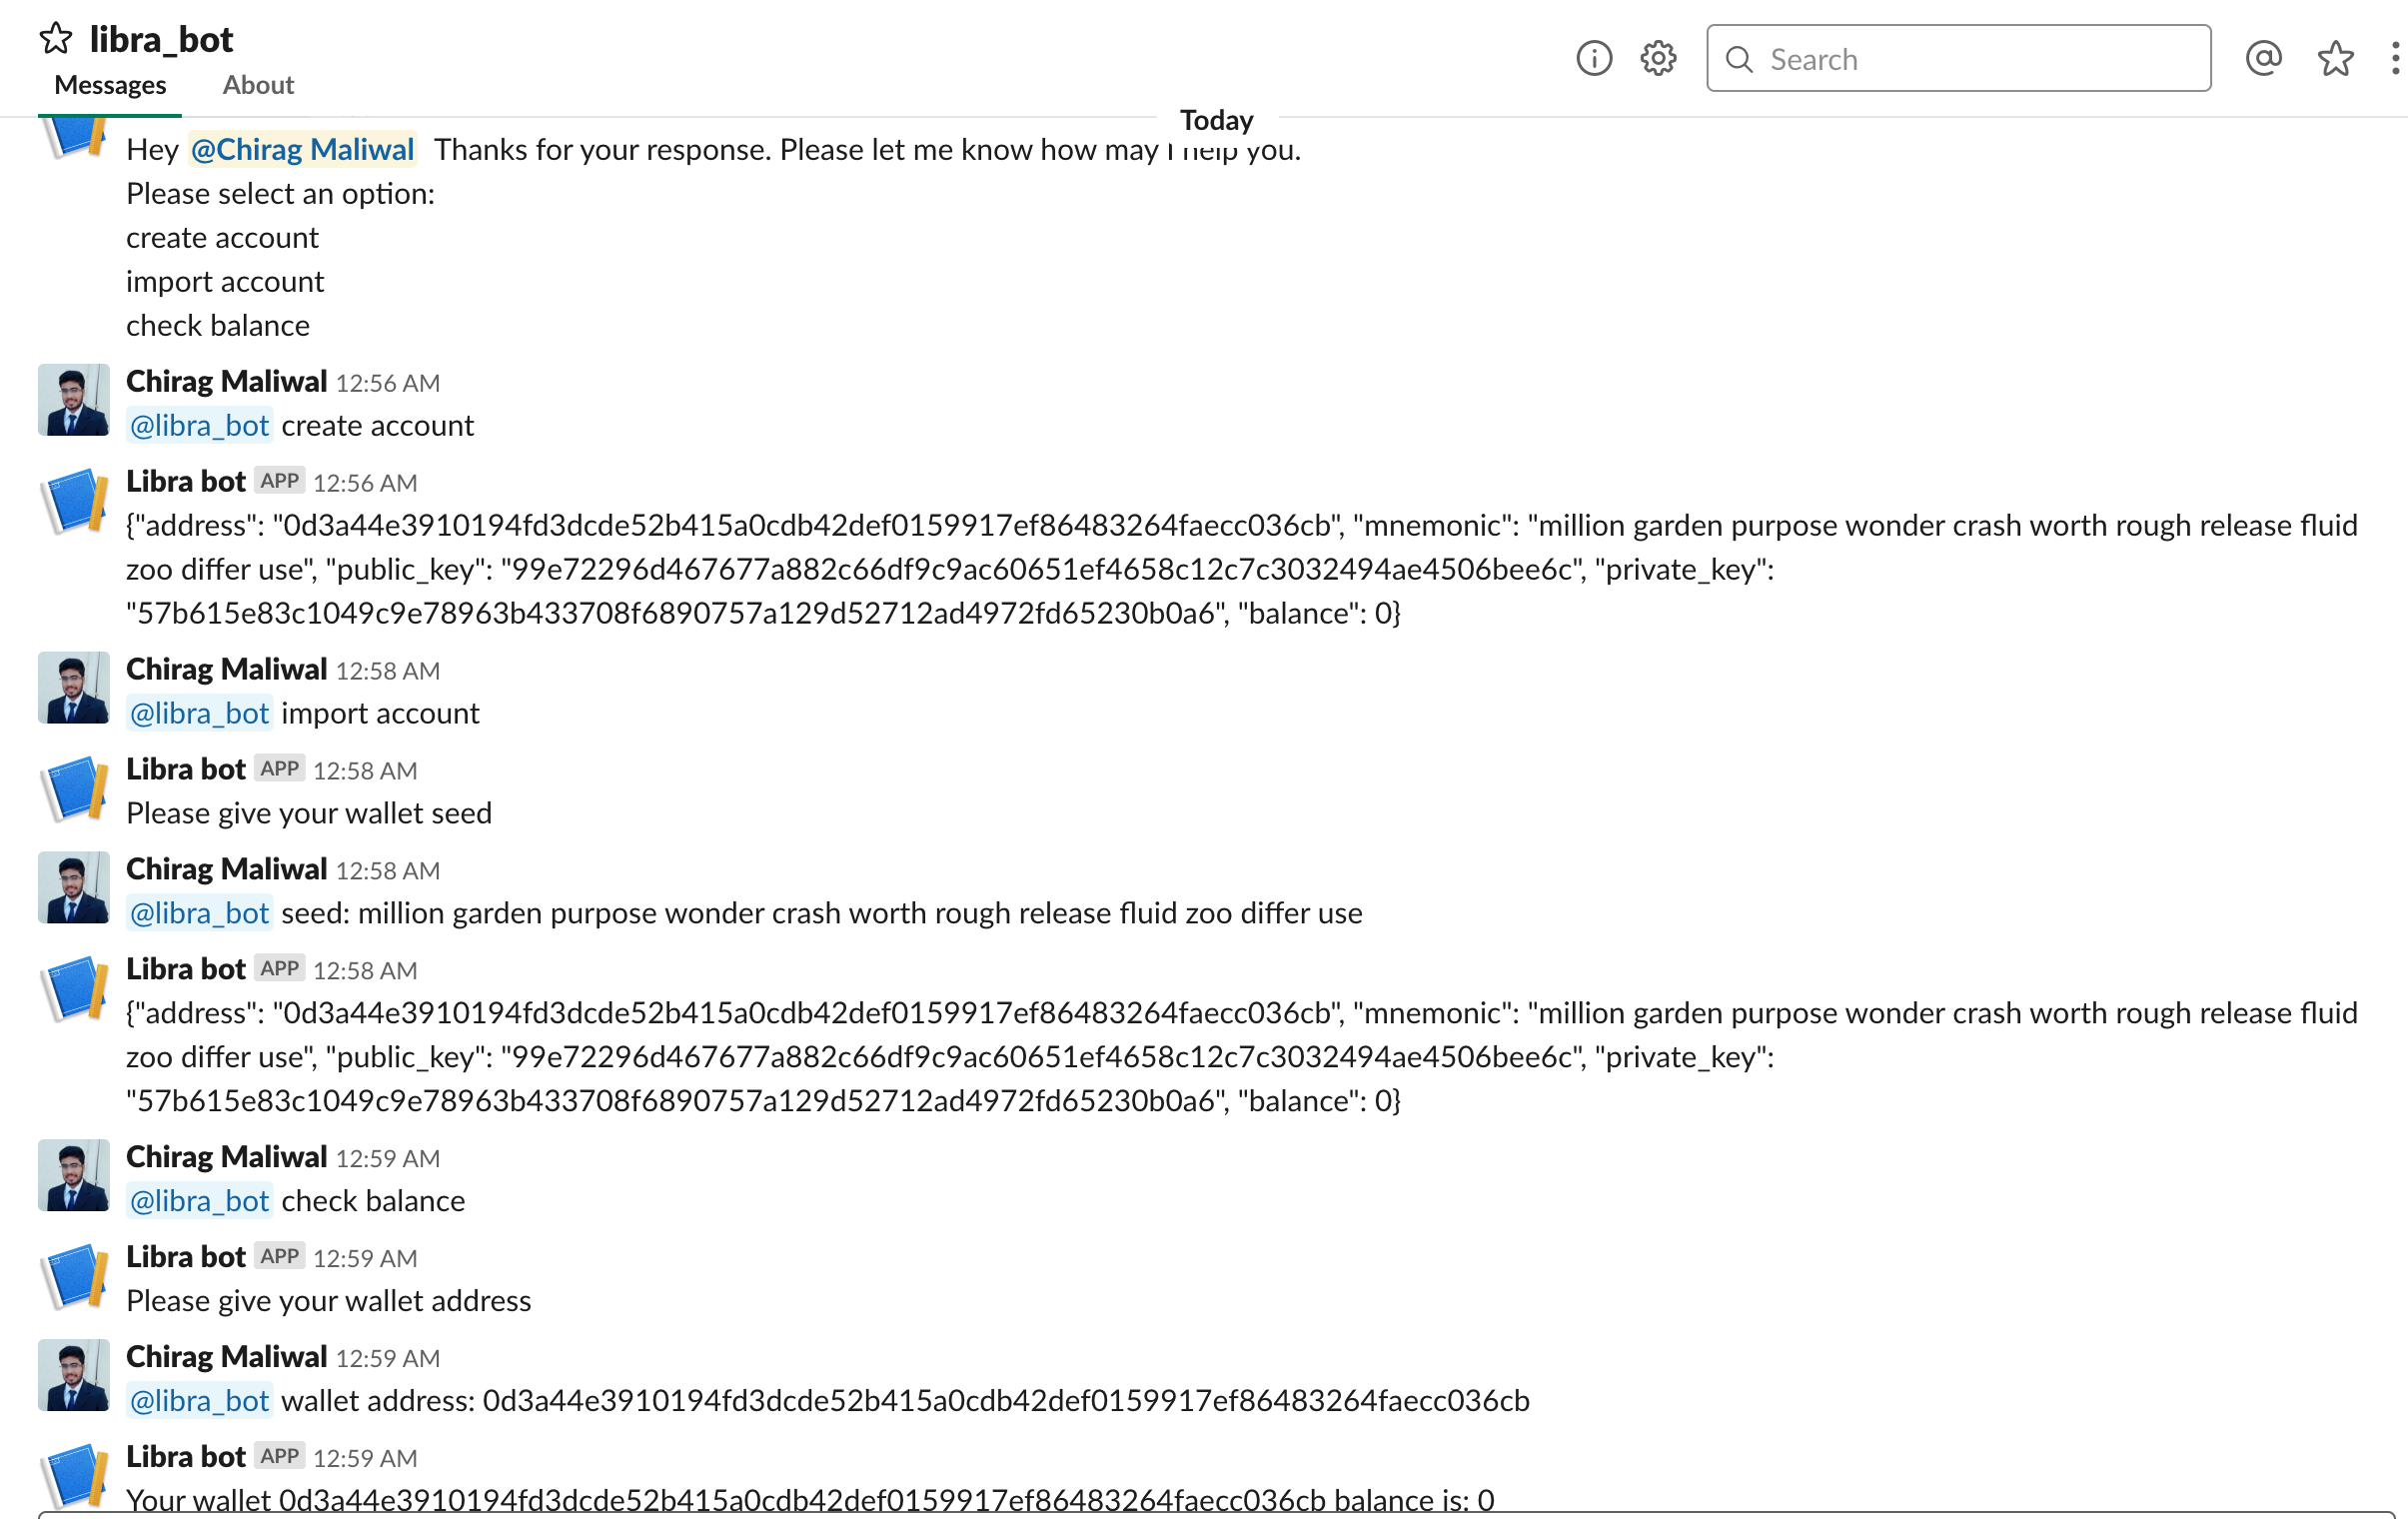 libra_bot
Messages About
Search
Today
Hey @Chirag Maliwal Thanks for your response. Please let me know how may I help you.
Please select an option:
create account
import account
check balance
Chirag Maliwal 12:56 AM
@libra_bot create account
Libra bot APP 12:56 AM
{"address": "0d3a44e3910194fd3dcde52b415a0cdb42def0159917ef86483264faecc036cb", "mnemonic": "million garden purpose wonder crash worth rough release fluid
zoo differ use", "public_key": "99e72296d467677a882c66df9c9ac60651ef4658c12c7c3032494ae4506bee6c", "private_key":
"57b615e83c1049c9e78963b433708f6890757a129d52712ad4972fd65230b0a6", "balance": 0}
Chirag Maliwal 12:58 AM
@libra_bot import account
Libra bot APP 12:58 AM
Please give your wallet seed
Chirag Maliwal 12:58 AM
@libra_bot seed: million garden purpose wonder crash worth rough release fluid zoo differ use
Libra bot APP 12:58 AM
{"address": "0d3a44e3910194fd3dcde52b415a0cdb42def0159917ef86483264faecc036cb", "mnemonic": "million garden purpose wonder crash worth rough release fluid
zoo differ use", "public_key": "99e72296d467677a882c66df9c9ac60651ef4658c12c7c3032494ae4506bee6c", "private_key":
"57b615e83c1049c9e78963b433708f6890757a129d52712ad4972fd65230b0a6", "balance": 0}
Chirag Maliwal 12:59 AM
@libra_bot check balance
Libra bot APP 12:59 AM
Please give your wallet address
Chirag Maliwal 12:59 AM
@libra_bot wallet address: 0d3a44e3910194fd3dcde52b415a0cdb42def0159917ef86483264faecc036cb
Libra bot APP 12:59 AM
Your wallet 0d3a44e3910194fd3dcde52b415a0cdb42def0159917ef86483264faecc036cb balance is: 0